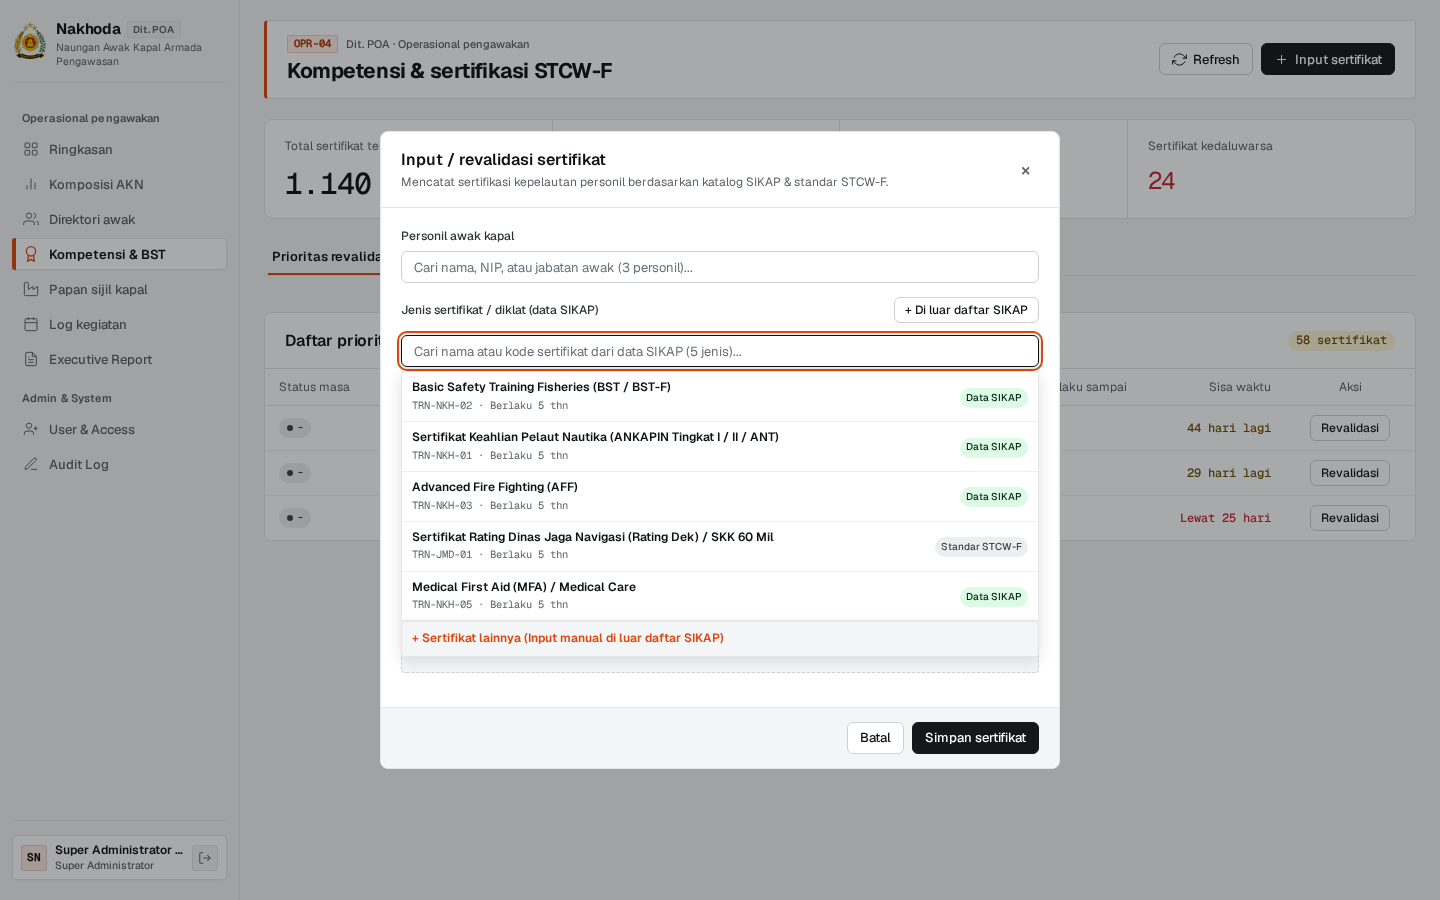 Nakhoda Dit. POA
Naungan Awak Kapal Armada
Pengawasan
Operasional pengawakan
Ringkasan
Komposisi AKN
Direktori awak
Kompetensi & BST
Papan sijil kapal
Log kegiatan
Executive Report
Admin & System
User & Access
Audit Log
SN
Super Administrator ...
Super Administrator
OPR-04 Dit. POA · Operasional pengawakan
Kompetensi & sertifikasi STCW-F
Refresh
+ Input sertifikat
Total sertifikat te
1.140
Sertifikat kedaluwarsa
24
Prioritas revalida
Daftar priorit
58 sertifikat
Status masa
laku sampai
Sisa waktu
Aksi
-
44 hari lagi
Revalidasi
-
29 hari lagi
Revalidasi
-
Lewat 25 hari
Revalidasi
Input / revalidasi sertifikat
Mencatat sertifikasi kepelautan personil berdasarkan katalog SIKAP & standar STCW-F.
×
Personil awak kapal
Cari nama, NIP, atau jabatan awak (3 personil)...
Jenis sertifikat / diklat (data SIKAP)
+ Di luar daftar SIKAP
Cari nama atau kode sertifikat dari data SIKAP (5 jenis)...
Basic Safety Training Fisheries (BST / BST-F)
TRN-NKH-02 · Berlaku 5 thn
Data SIKAP
Sertifikat Keahlian Pelaut Nautika (ANKAPIN Tingkat I / II / ANT)
TRN-NKH-01 · Berlaku 5 thn
Data SIKAP
Advanced Fire Fighting (AFF)
TRN-NKH-03 · Berlaku 5 thn
Data SIKAP
Sertifikat Rating Dinas Jaga Navigasi (Rating Dek) / SKK 60 Mil
TRN-JMD-01 · Berlaku 5 thn
Standar STCW-F
Medical First Aid (MFA) / Medical Care
TRN-NKH-05 · Berlaku 5 thn
Data SIKAP
+ Sertifikat lainnya (Input manual di luar daftar SIKAP)
Batal
Simpan sertifikat